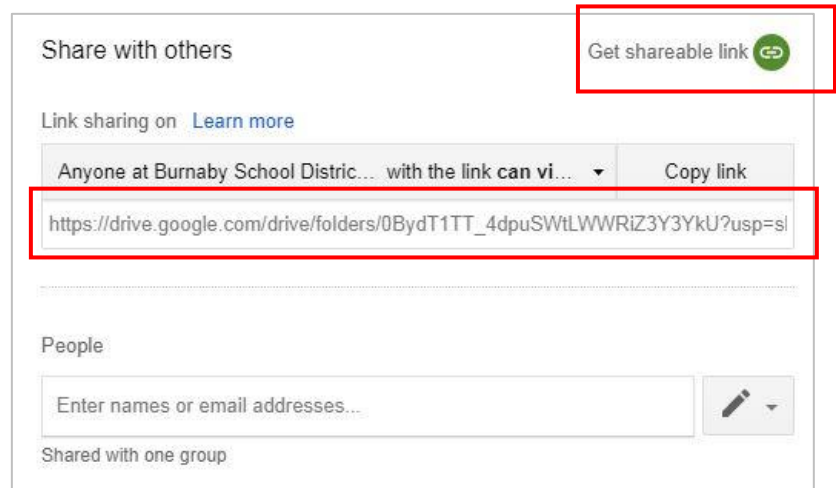 Share with others
Get shareable link
Link sharing on Learn more
Anyone at Burnaby School Distric... with the link can vi... Copy link
https://drive.google.com/drive/folders/0BydT1TT_4dpuSWtLWWRiZ3Y3YkU?usp=sl
People
Enter names or email addresses...
Shared with one group